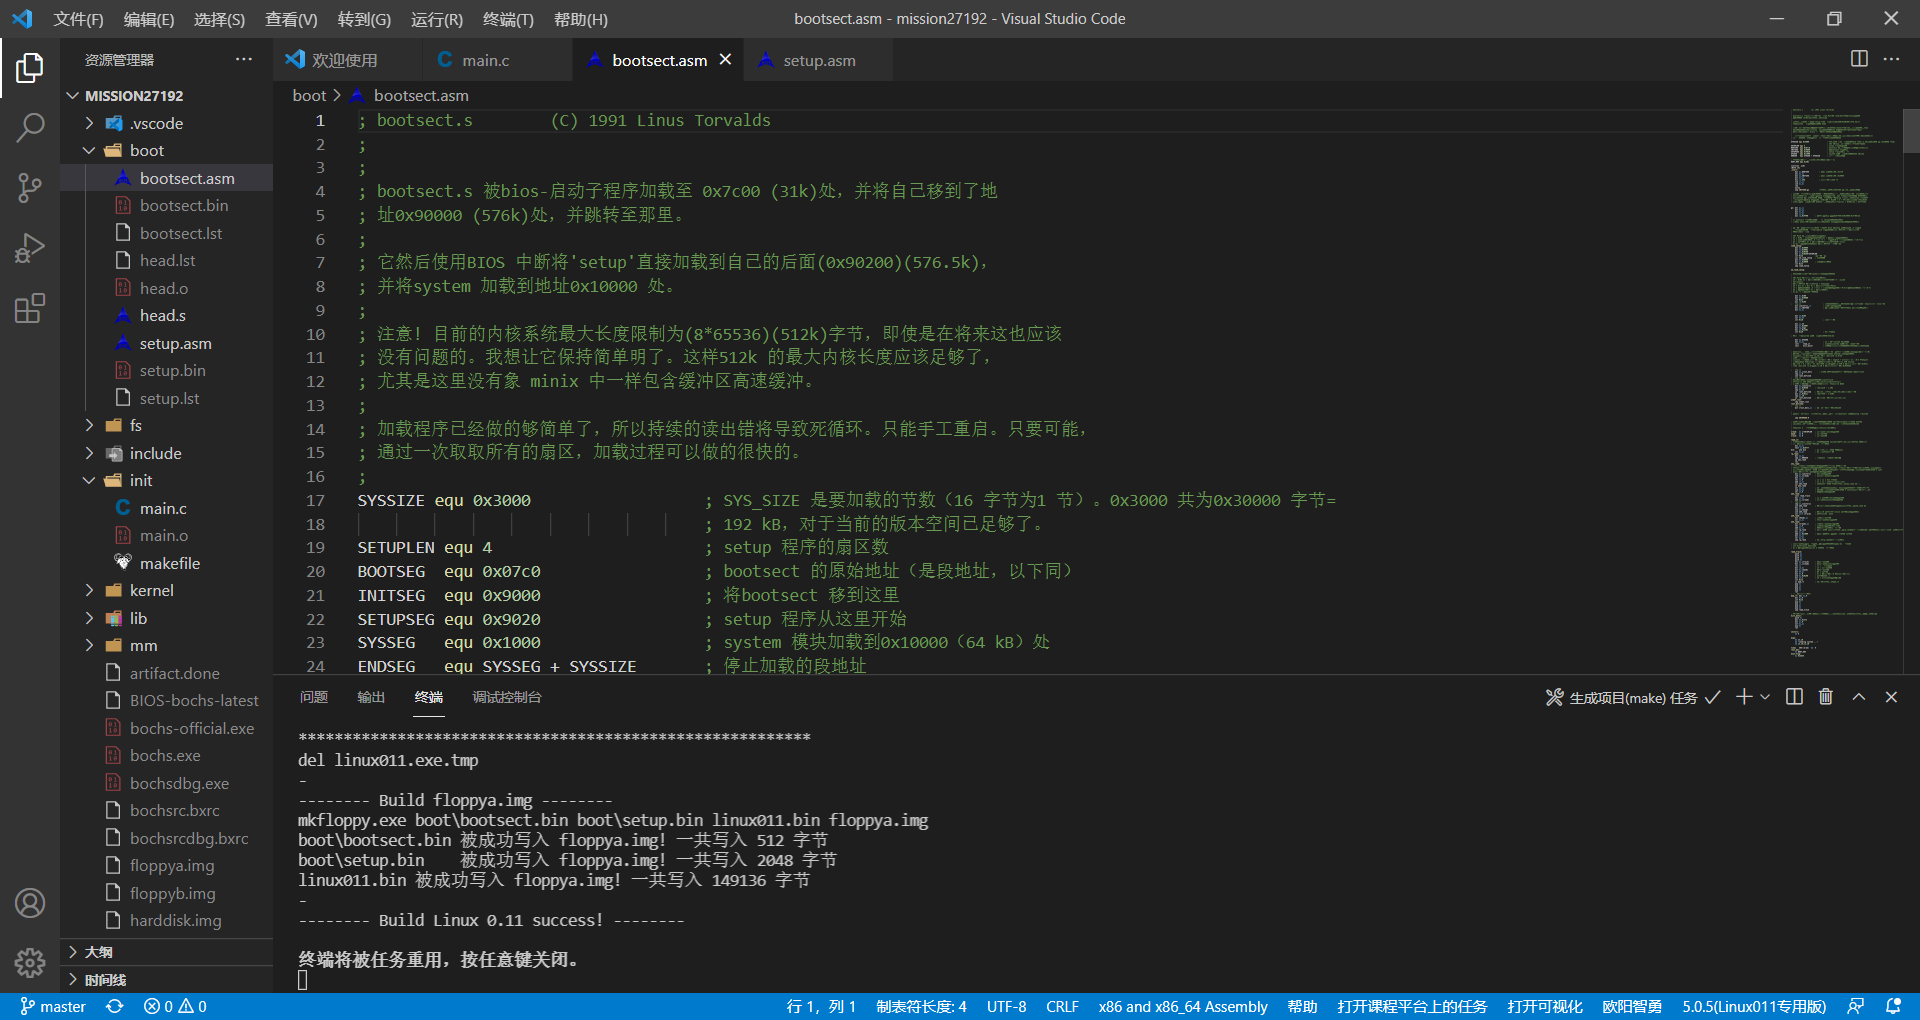 文件(F) 编辑(E) 选择(S) 查看(V) 转到(G) 运行(R) 终端(T) 帮助(H) bootsect.asm - mission27192 - Visual Studio Code
资源管理器 ···
欢迎使用 main.c bootsect.asm setup.asm
MISSION27192
.vscode
boot
bootsect.asm
bootsect.bin
bootsect.lst
head.lst
head.o
head.s
setup.asm
setup.bin
setup.lst
fs
include
init
main.c
main.o
makefile
kernel
lib
mm
artifact.done
BIOS-bochs-latest
bochs-official.exe
bochs.exe
bochsdbg.exe
bochsrc.bxrc
bochsrcdbg.bxrc
floppya.img
floppyb.img
harddisk.img
大纲
时间线
boot > bootsect.asm
1 ; bootsect.s (C) 1991 Linus Torvalds
2 ;
3 ;
4 ; bootsect.s 被bios-启动子程序加载至 0x7c00 (31k)处，并将自己移到了地
5 ; 址0x90000 (576k)处，并跳转至那里。
6 ;
7 ; 它然后使用BIOS 中断将'setup'直接加载到自己的后面(0x90200)(576.5k)，
8 ; 并将system 加载到地址0x10000 处。
9 ;
10 ; 注意! 目前的内核系统最大长度限制为(8*65536)(512k)字节，即使是在将来这也应该
11 ; 没有问题的。我想让它保持简单明了。这样512k 的最大内核长度应该足够了，
12 ; 尤其是这里没有象 minix 中一样包含缓冲区高速缓冲。
13 ;
14 ; 加载程序已经做的够简单了，所以持续的读出错将导致死循环。只能手工重启。只要可能，
15 ; 通过一次取取所有的扇区，加载过程可以做的很快的。
16 ;
17 SYSSIZE equ 0x3000 ; SYS_SIZE 是要加载的节数（16 字节为1 节）。0x3000 共为0x30000 字节=
18 ; 192 kB，对于当前的版本空间已足够了。
19 SETUPLEN equ 4 ; setup 程序的扇区数
20 BOOTSEG equ 0x07c0 ; bootsect 的原始地址（是段地址，以下同）
21 INITSEG equ 0x9000 ; 将bootsect 移到这里
22 SETUPSEG equ 0x9020 ; setup 程序从这里开始
23 SYSSEG equ 0x1000 ; system 模块加载到0x10000（64 kB）处
24 ENDSEG equ SYSSEG + SYSSIZE ; 停止加载的段地址
问题 输出 终端 调试控制台 生成项目(make) 任务
*********************************************************
del linux011.exe.tmp
-
-------- Build floppya.img --------
mkfloppy.exe boot\bootsect.bin boot\setup.bin linux011.bin floppya.img
boot\bootsect.bin 被成功写入 floppya.img! 一共写入 512 字节
boot\setup.bin 被成功写入 floppya.img! 一共写入 2048 字节
linux011.bin 被成功写入 floppya.img! 一共写入 149136 字节
-
-------- Build Linux 0.11 success! --------
终端将被任务重用，按任意键关闭。
master 0 0 行 1，列 1 制表符长度: 4 UTF-8 CRLF x86 and x86_64 Assembly 帮助 打开课程平台上的任务 打开可视化 欧阳智勇 5.0.5(Linux011专用版)